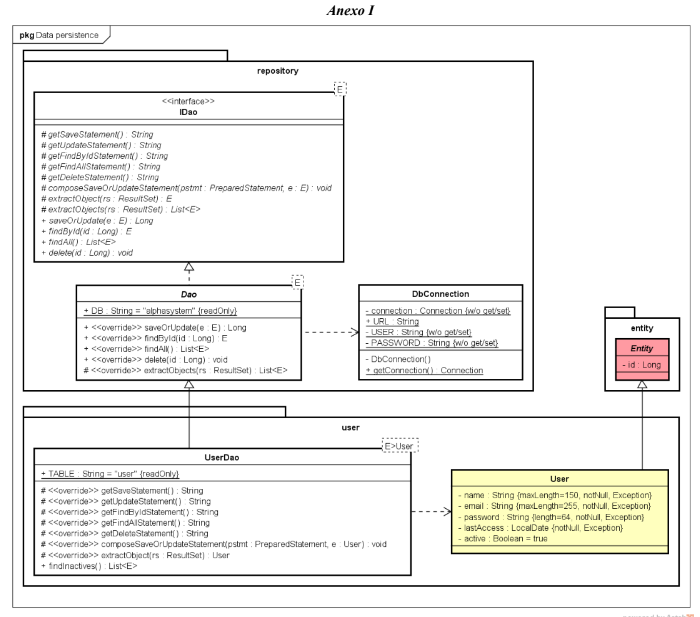 Anexo I
pkg Data persistence
repository
E
<<interface>>
IDao
# getSaveStatement() : String
# getUpdateStatement() : String
# getFindByIdStatement() : String
# getFindAllStatement() : String
# getDeleteStatement() : String
# composeSaveOrUpdateStatement(pstmt : PreparedStatement, e : E) : void
# extractObject(rs : ResultSet) : E
# extractObjects(rs : ResultSet) : List<E>
+ saveOrUpdate(e : E) : Long
+ findById(id : Long) : E
+ findAll() : List<E>
+ delete(id : Long) : void
E
Dao
+ DB : String = "alphasystem" {readOnly}
+ <<override>> saveOrUpdate(e : E) : Long
+ <<override>> findById(id : Long) : E
+ <<override>> findAll() : List<E>
+ <<override>> delete(id : Long) : void
# <<override>> extractObjects(rs : ResultSet) : List<E>
DbConnection
- connection : Connection {w/o get/set}
+ URL : String
- USER : String {w/o get/set}
- PASSWORD : String {w/o get/set}
- DbConnection()
+ getConnection() : Connection
entity
Entity
- id : Long
user
E>User
UserDao
+ TABLE : String = "user" {readOnly}
# <<override>> getSaveStatement() : String
# <<override>> getUpdateStatement() : String
# <<override>> getFindByIdStatement() : String
# <<override>> getFindAllStatement() : String
# <<override>> getDeleteStatement() : String
# <<override>> composeSaveOrUpdateStatement(pstmt : PreparedStatement, e : User) : void
# <<override>> extractObject(rs : ResultSet) : User
+ findInactives() : List<E>
User
- name : String {maxLength=150, notNull, Exception}
- email : String {maxLength=255, notNull, Exception}
- password : String {length=64, notNull, Exception}
- lastAccess : LocalDate {notNull, Exception}
- active : Boolean = true